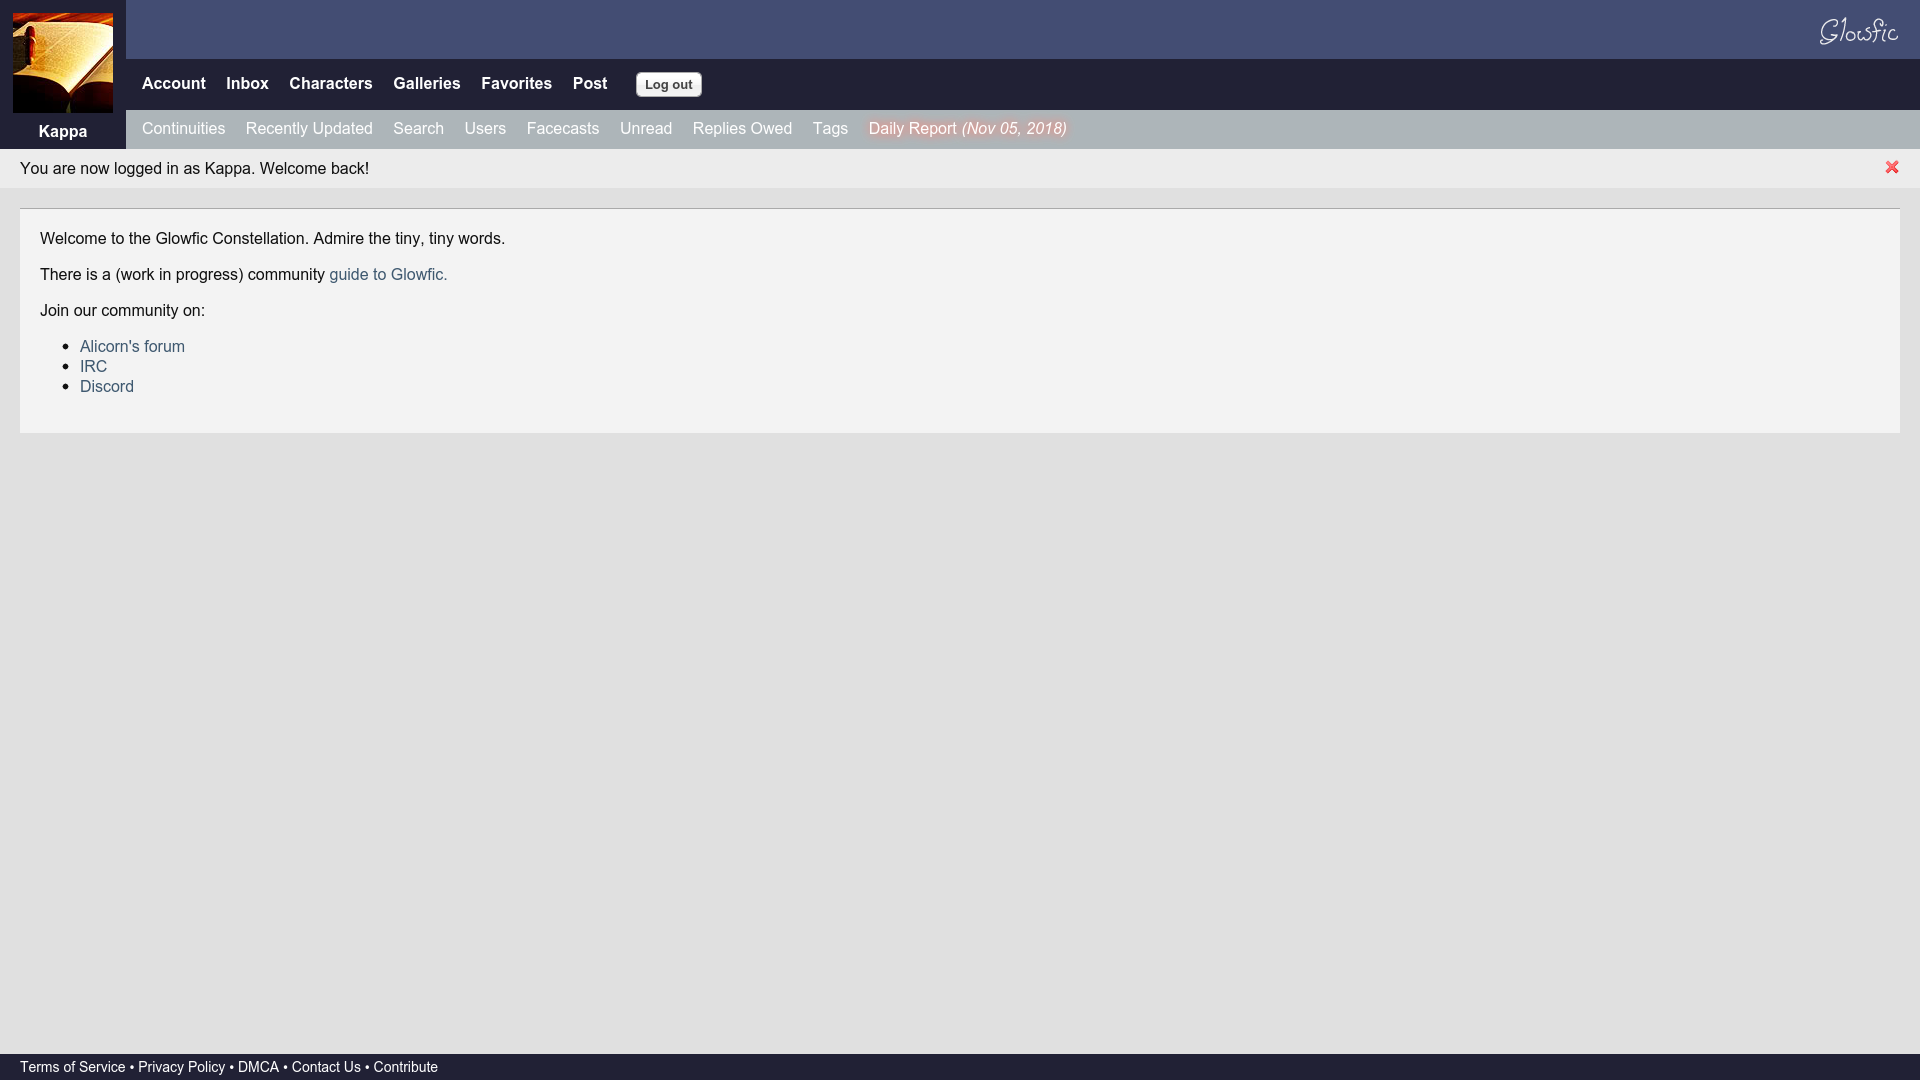 Glowfic
Account Inbox Characters Galleries Favorites Post Log out
Kappa
Continuities Recently Updated Search Users Facecasts Unread Replies Owed Tags Daily Report (Nov 05, 2018)
You are now logged in as Kappa. Welcome back!
Welcome to the Glowfic Constellation. Admire the tiny, tiny words.
There is a (work in progress) community guide to Glowfic.
Join our community on:
• Alicorn's forum
• IRC
• Discord
Terms of Service • Privacy Policy • DMCA • Contact Us • Contribute